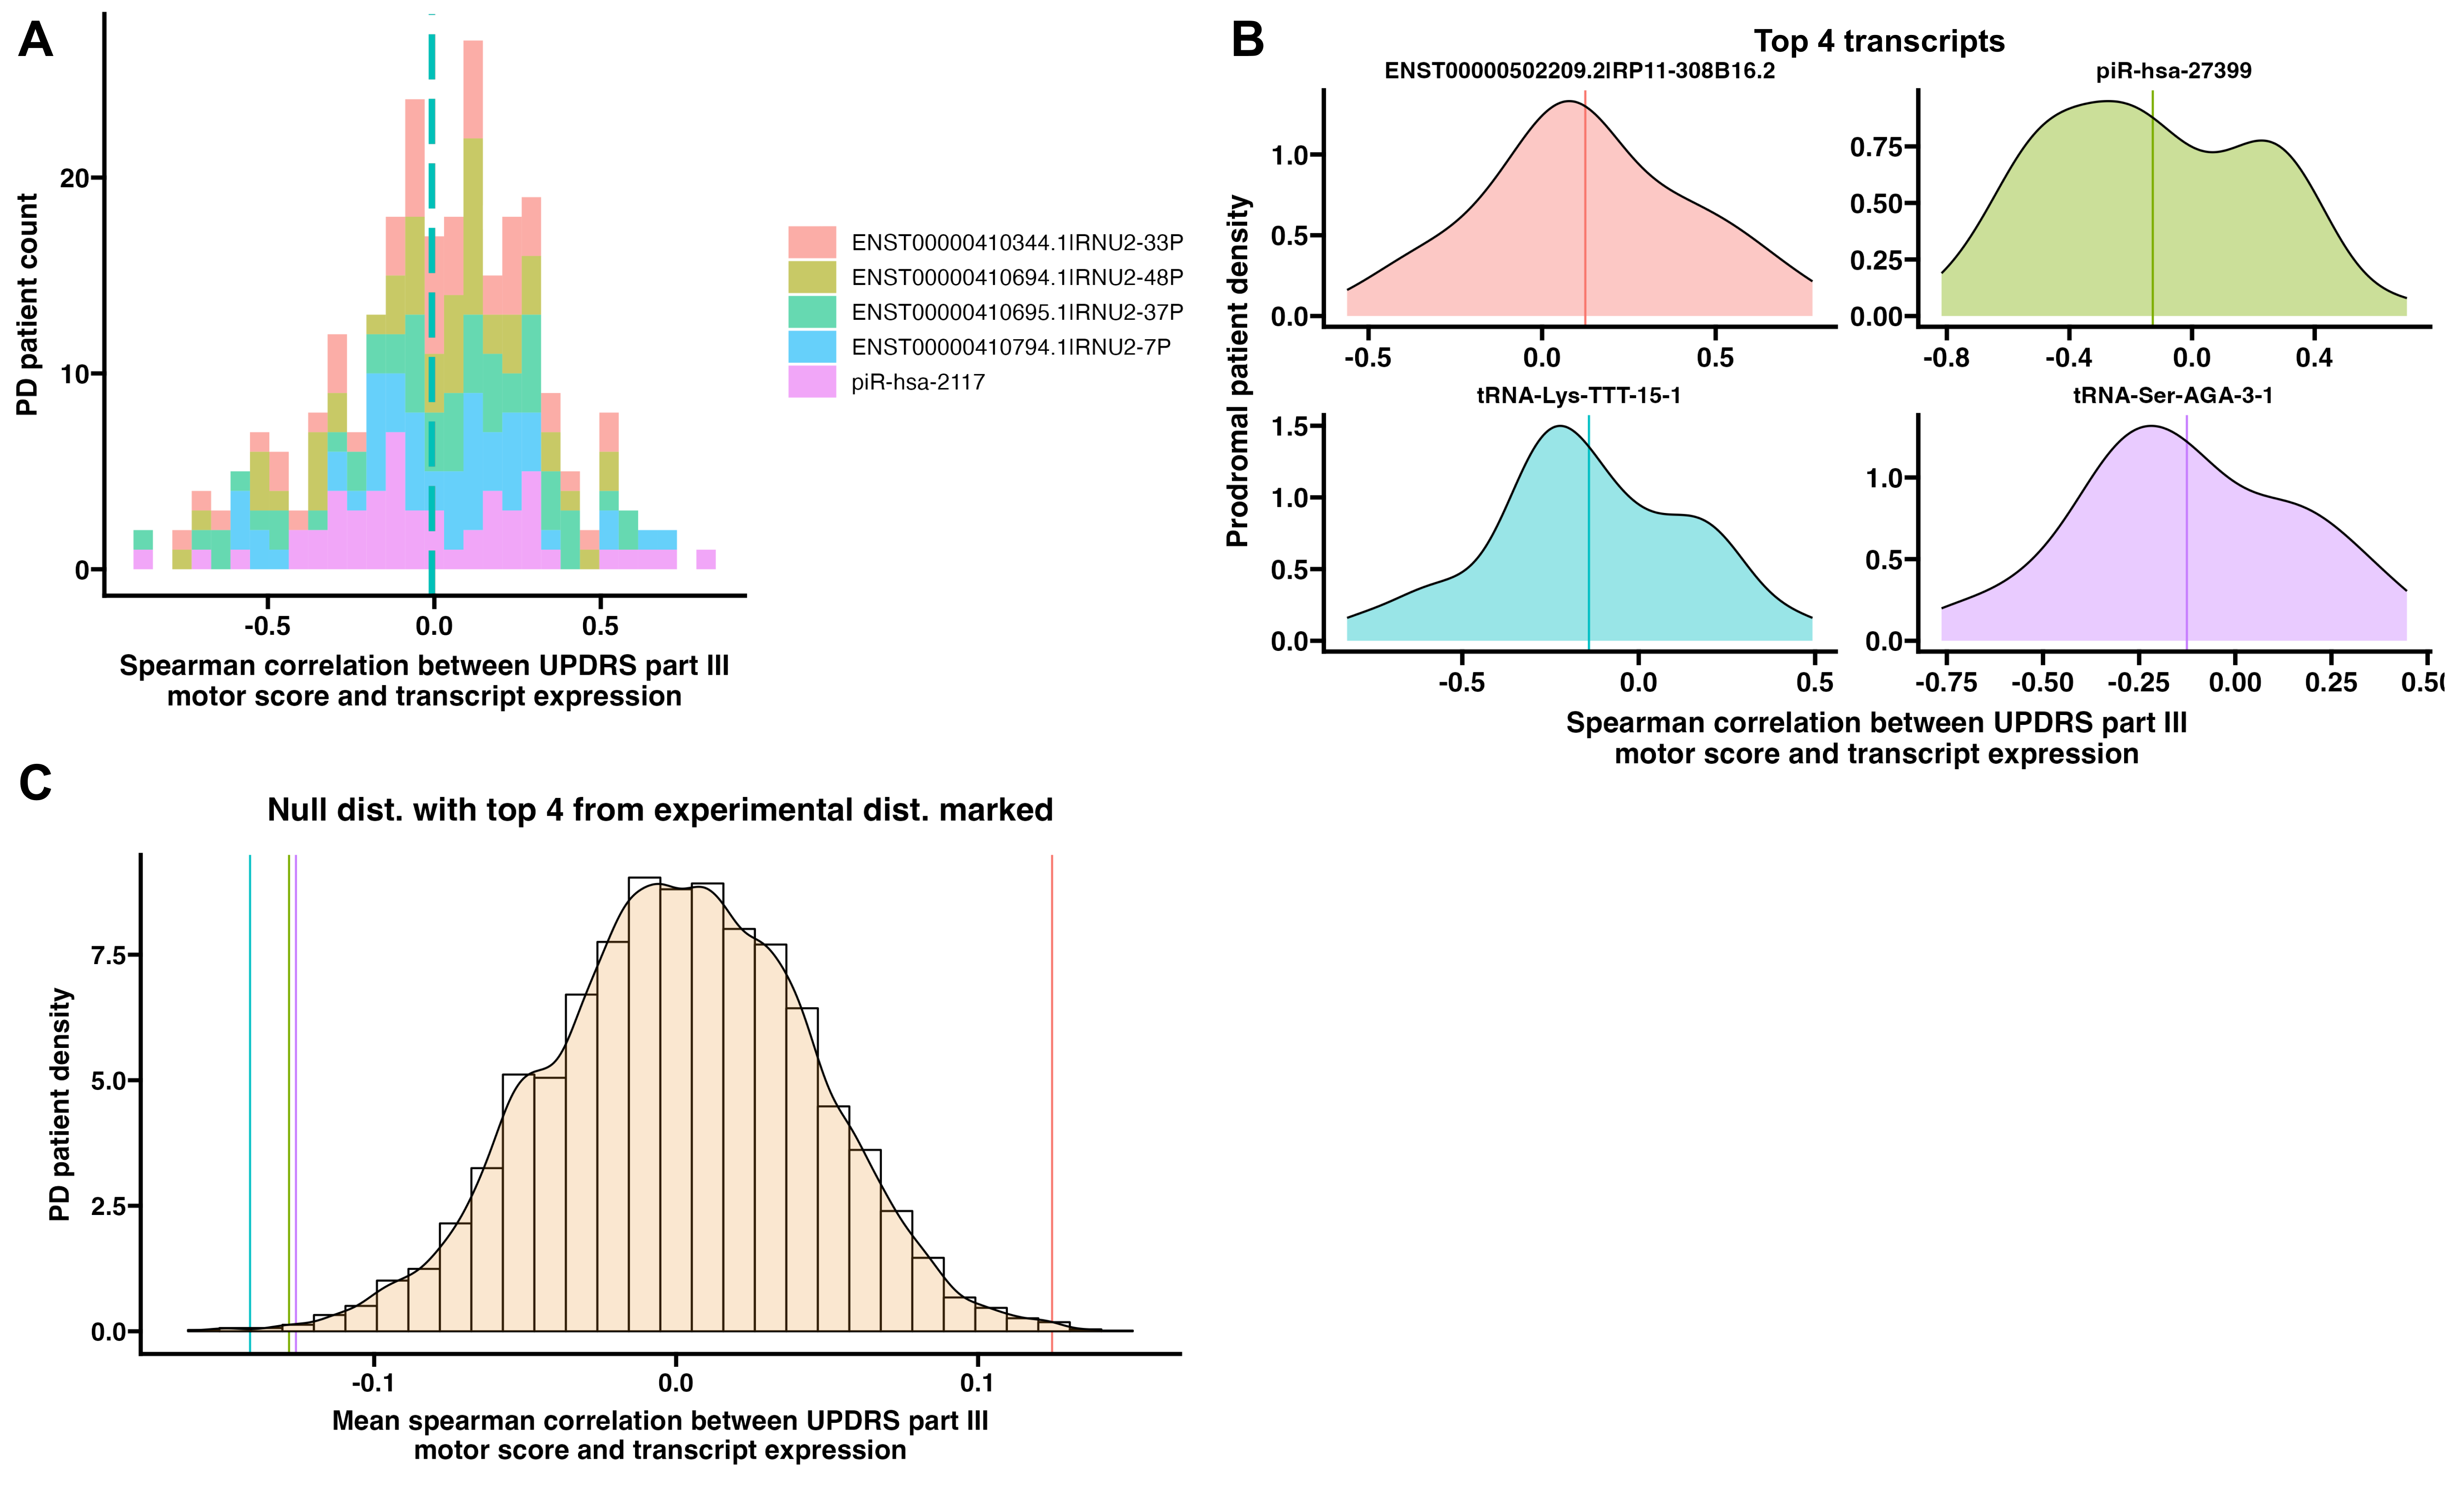 A
PD patient count
20
10
0
-0.5 0.0 0.5
Spearman correlation between UPDRS part III
motor score and transcript expression
ENST00000410344.1|RNU2-33P
ENST00000410694.1|RNU2-48P
ENST00000410695.1|RNU2-37P
ENST00000410794.1|RNU2-7P
piR-hsa-2117
B
Top 4 transcripts
Prodromal patient density
ENST00000502209.2|RP11-308B16.2
1.0
0.5
0.0
-0.5 0.0 0.5
piR-hsa-27399
0.75
0.50
0.25
0.00
-0.8 -0.4 0.0 0.4
tRNA-Lys-TTT-15-1
1.5
1.0
0.5
0.0
-0.5 0.0 0.5
tRNA-Ser-AGA-3-1
1.0
0.5
0.0
-0.75 -0.50 -0.25 0.00 0.25
Spearman correlation between UPDRS part III
motor score and transcript expression
C
Null dist. with top 4 from experimental dist. marked
PD patient density
7.5
5.0
2.5
0.0
-0.1 0.0 0.1
Mean spearman correlation between UPDRS part III
motor score and transcript expression